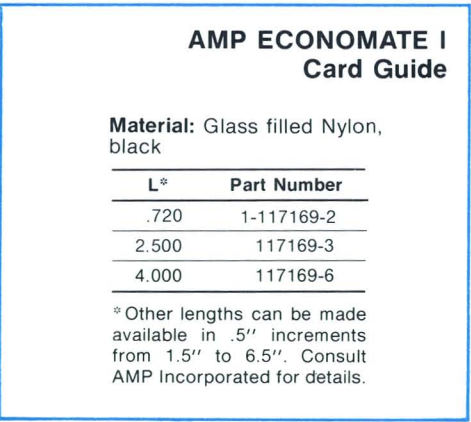 AMP ECONOMATE I
Card Guide
Material: Glass filled Nylon,
black
L* Part Number
.720 1-117169-2
2.500 117169-3
4.000 117169-6
*Other lengths can be made
available in .5″ increments
from 1.5″ to 6.5″. Consult
AMP Incorporated for details.